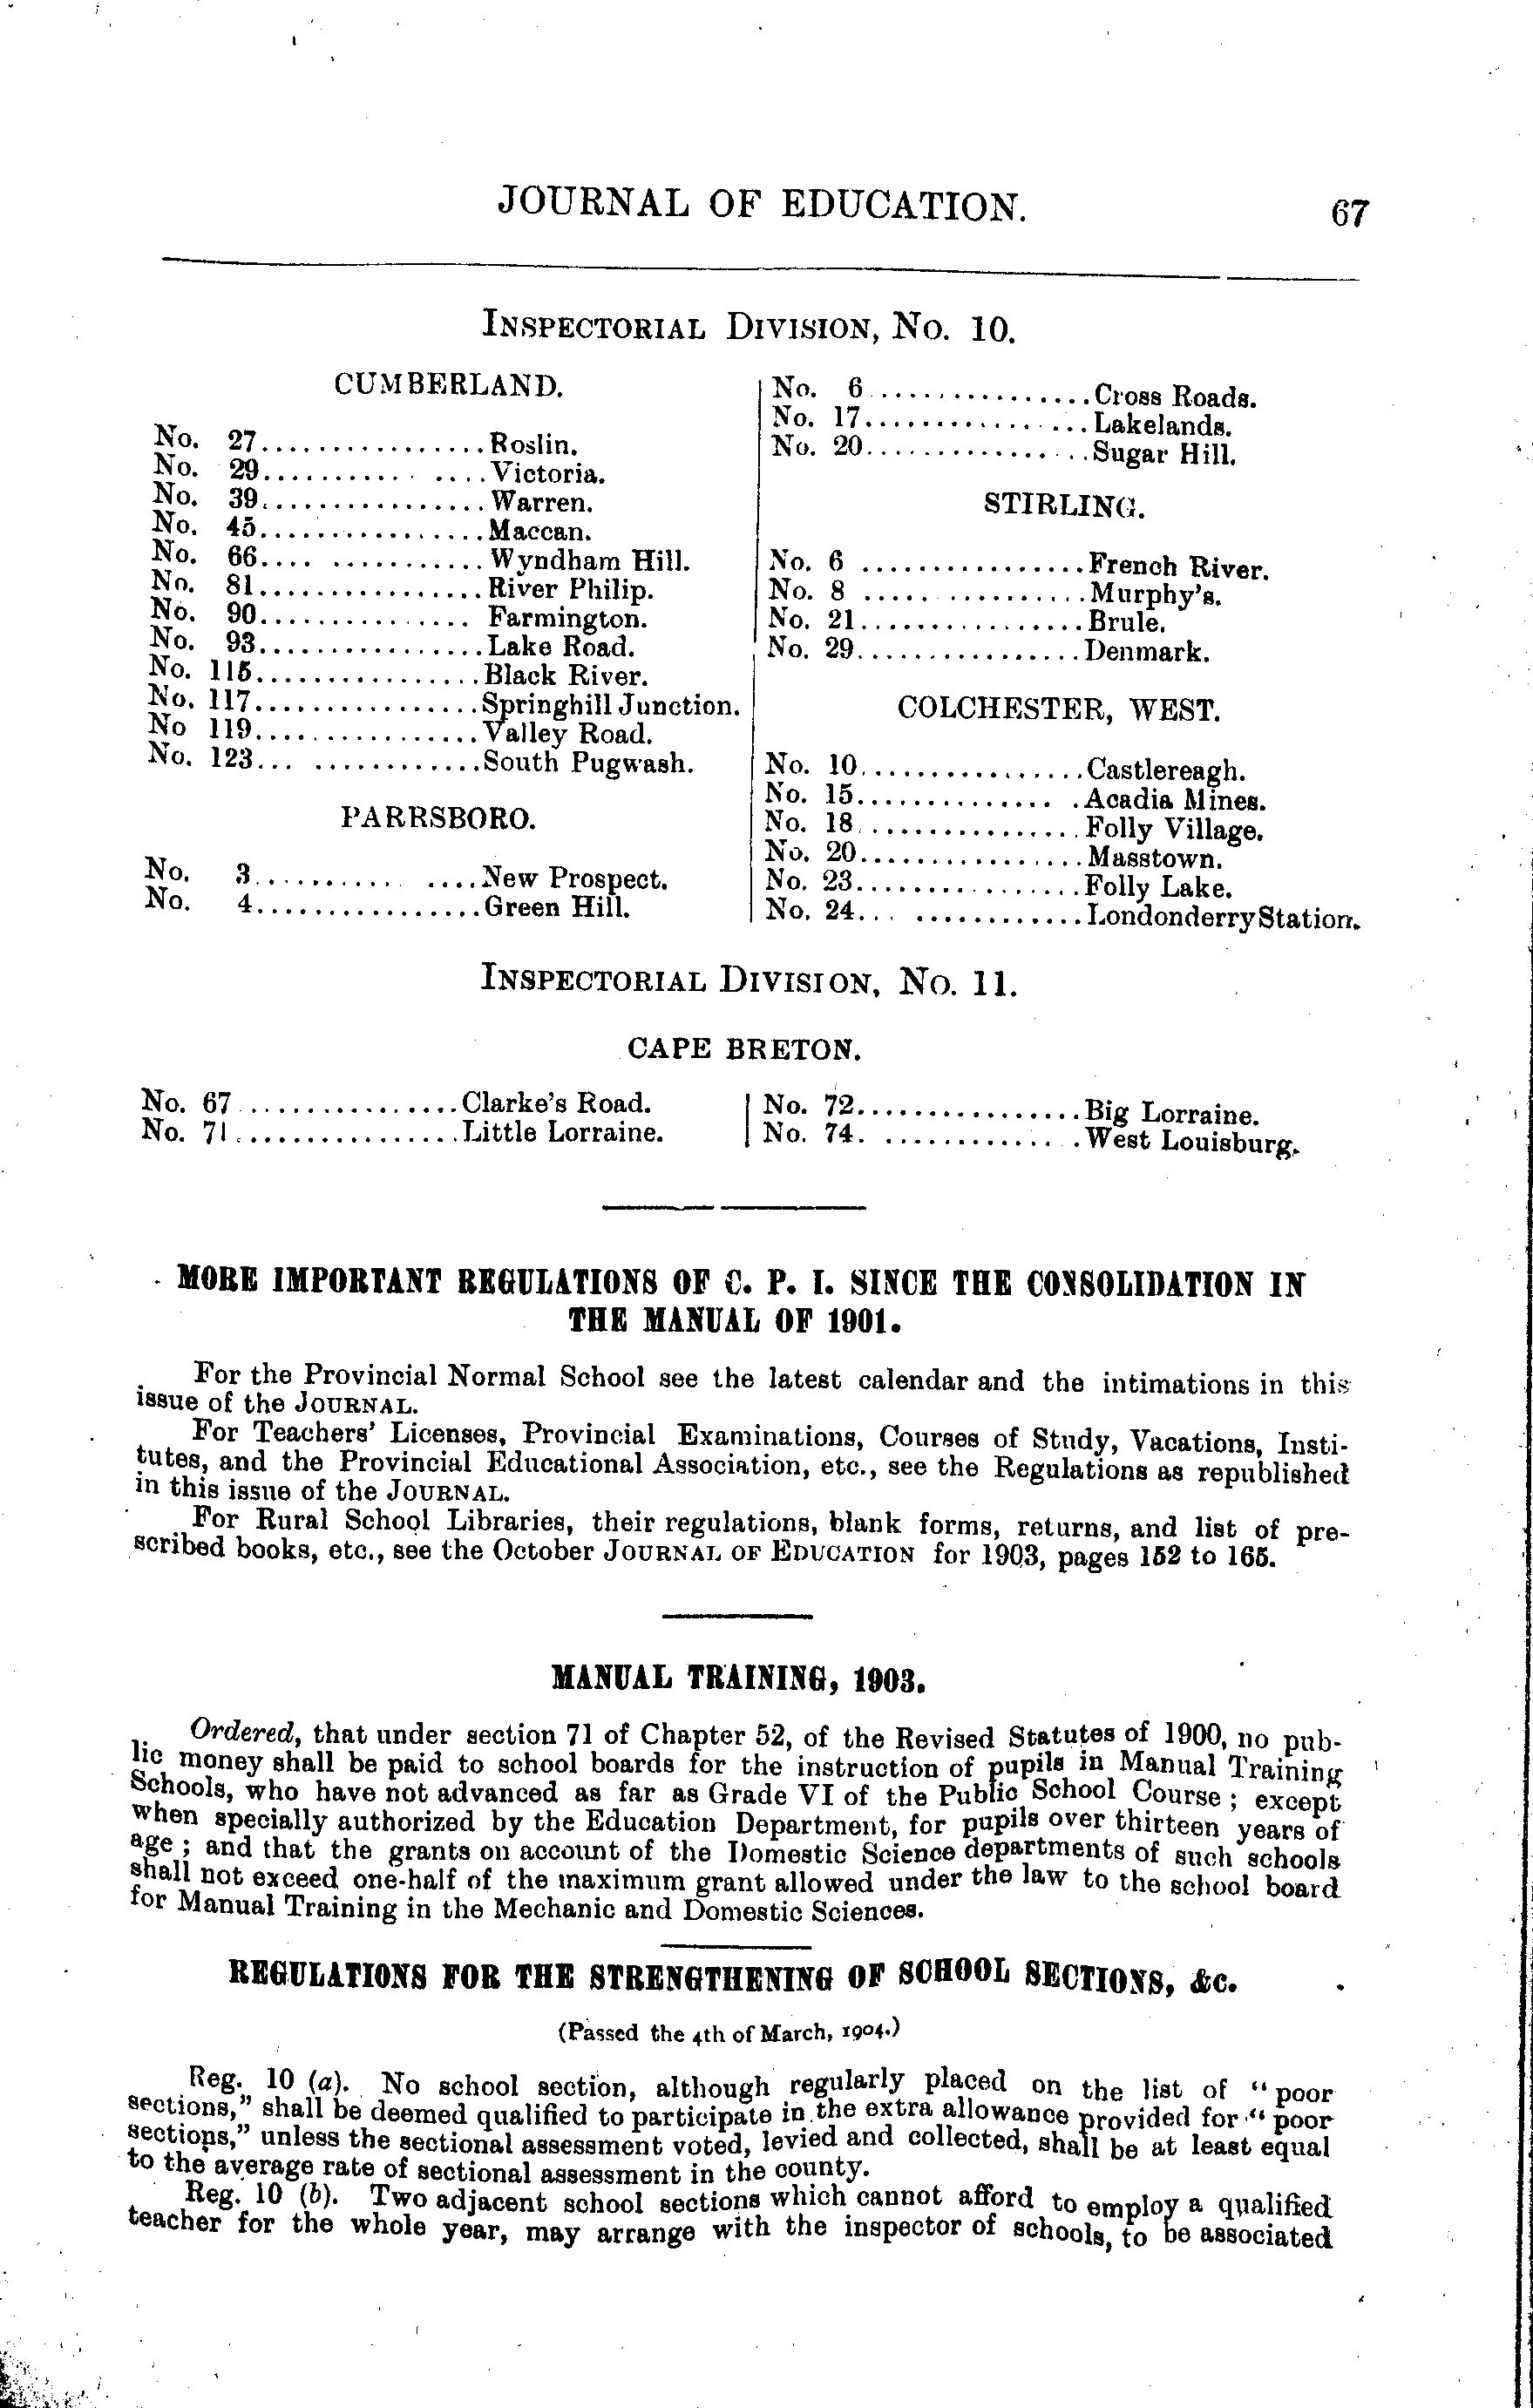 JOURNAL OF EDUCATION. 67
INSPECTORIAL DIVISION, NO. 10.
CUMBERLAND.
No. 27................Roslin.
No. 29........... ....Victoria.
No. 39................Warren.
No. 45................Maccan.
No. 66.... ...........Wyndham Hill.
No. 81................River Philip.
No. 90............... Farmington.
No. 93................Lake Road.
No. 115................Black River.
No. 117................Springhill Junction.
No 119................Valley Road.
No. 123... ............South Pugwash.
PARRSBORO.
No. 3........... ....New Prospect.
No. 4................Green Hill.
No. 6................Cross Roads.
No. 17................Lakelands.
No. 20................Sugar Hill.
STIRLING.
No. 6 ................French River.
No. 8 ................Murphy's.
No. 21................Brule.
No. 29................Denmark.
COLCHESTER, WEST.
No. 10................Castlereagh.
No. 15.............. .Acadia Mines.
No. 18................Folly Village.
No. 20................Masstown.
No. 23................Folly Lake.
No. 24... ............Londonderry Station.
INSPECTORIAL DIVISION, NO. 11.
CAPE BRETON.
No. 67................Clarke's Road.
No. 71................Little Lorraine.
No. 72................Big Lorraine.
No. 74. ..............West Louisburg.
MORE IMPORTANT REGULATIONS OF C. P. I. SINCE THE CONSOLIDATION IN
THE MANUAL OF 1901.
For the Provincial Normal School see the latest calendar and the intimations in this
issue of the JOURNAL.
For Teachers' Licenses, Provincial Examinations, Courses of Study, Vacations, Insti-
tutes, and the Provincial Educational Association, etc., see the Regulations as republished
in this issue of the JOURNAL.
For Rural School Libraries, their regulations, blank forms, returns, and list of pre-
scribed books, etc., see the October JOURNAL OF EDUCATION for 1903, pages 152 to 165.
MANUAL TRAINING, 1903.
Ordered, that under section 71 of Chapter 52, of the Revised Statutes of 1900, no pub-
lic money shall be paid to school boards for the instruction of pupils in Manual Training
Schools, who have not advanced as far as Grade VI of the Public School Course ; except
when specially authorized by the Education Department, for pupils over thirteen years of
age ; and that the grants on account of the Domestic Science departments of such schools
shall not exceed one-half of the maximum grant allowed under the law to the school board
for Manual Training in the Mechanic and Domestic Sciences.
REGULATIONS FOR THE STRENGTHENING OF SCHOOL SECTIONS, &c.
(Passed the 4th of March, 1904.)
Reg. 10 (a). No school section, although regularly placed on the list of "poor
sections," shall be deemed qualified to participate in the extra allowance provided for "poor
sections," unless the sectional assessment voted, levied and collected, shall be at least equal
to the average rate of sectional assessment in the county.
Reg. 10 (b). Two adjacent school sections which cannot afford to employ a qualified
teacher for the whole year, may arrange with the inspector of schools, to be associated